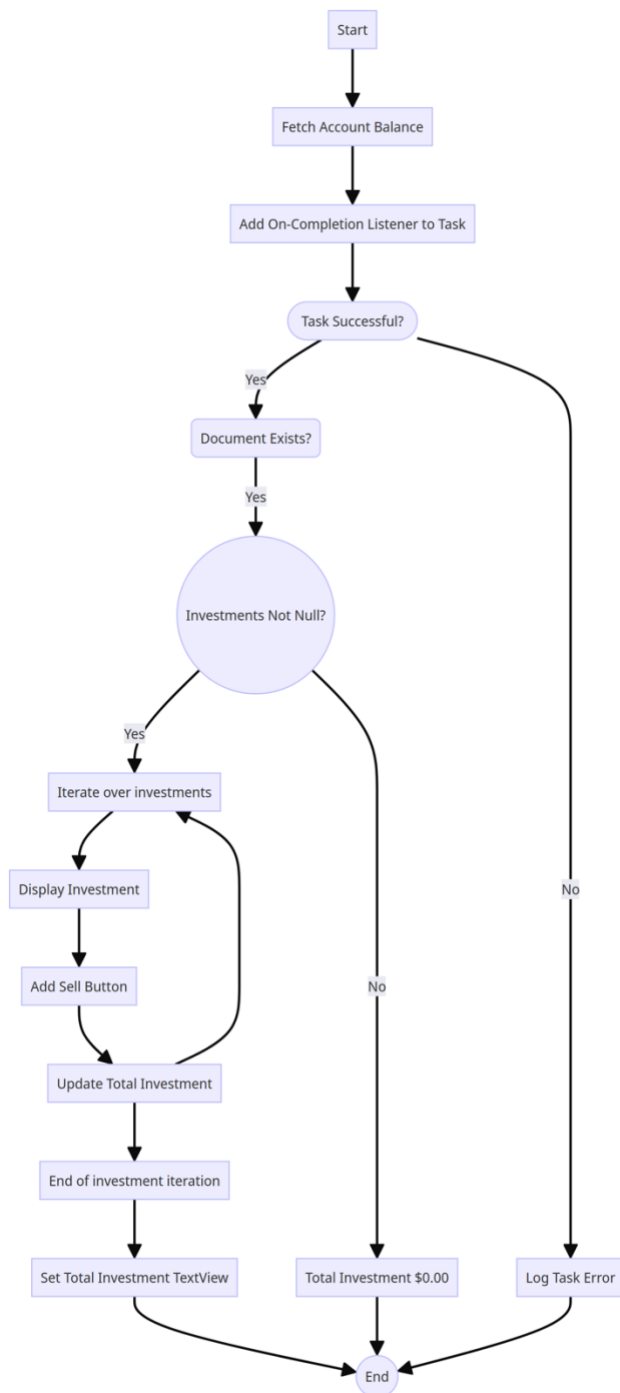 Start
Fetch Account Balance
Add On-Completion Listener to Task
Task Successful?
Yes
Document Exists?
Yes
Investments Not Null?
Yes
Iterate over investments
Display Investment
No
Add Sell Button
No
Update Total Investment
End of investment iteration
Set Total Investment TextView
Total Investment $0.00
Log Task Error
End